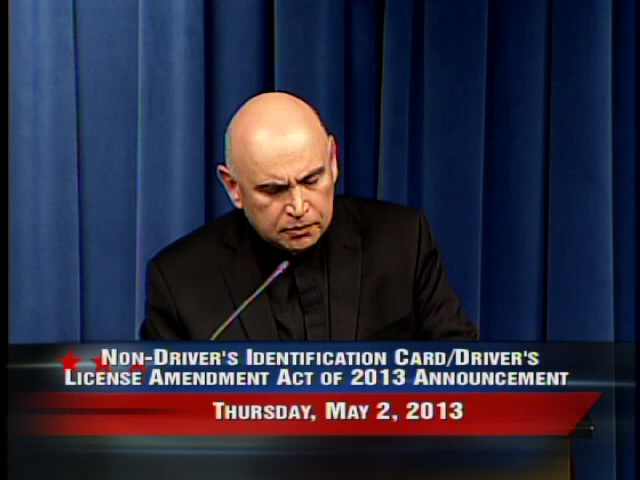 Non-Driver's Identification Card/Driver's
License Amendment Act of 2013 Announcement
Thursday, May 2, 2013